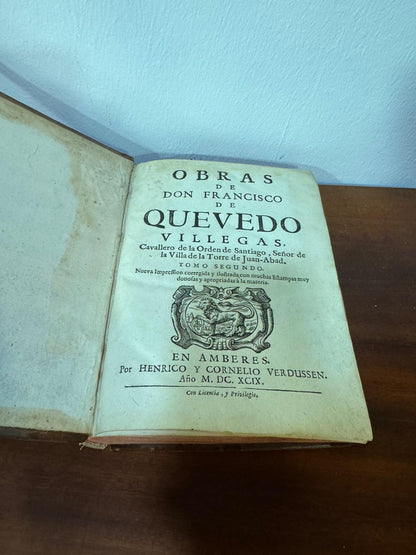 OBRAS
DE
DON FRANCISCO
DE
QUEVEDO
VILLEGAS,
Cavallero de la Orden de Santiago, Señor de
la Villa de la Torre de Juan-Abad.
TOMO SEGUNDO.
Nueva Impression corregida y ilustrada con muchas Estampas muy
donosas y apropriadas à la materia.
EN AMBERES.
Por HENRICO Y CORNELIO VERDUSSEN.
Año M. DC. XCIX.
Con Licencia, y Privilegio.